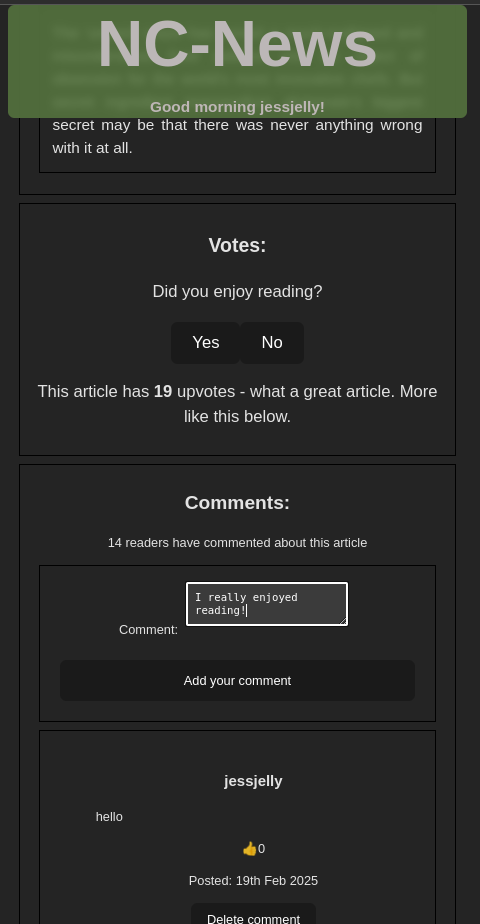 NC-News
Good morning jessjelly!
secret may be that there was never anything wrong
with it at all.
Votes:
Did you enjoy reading?
Yes No
This article has 19 upvotes - what a great article. More
like this below.
Comments:
14 readers have commented about this article
I really enjoyed
reading!
Comment:
Add your comment
jessjelly
hello
👍0
Posted: 19th Feb 2025
Delete comment